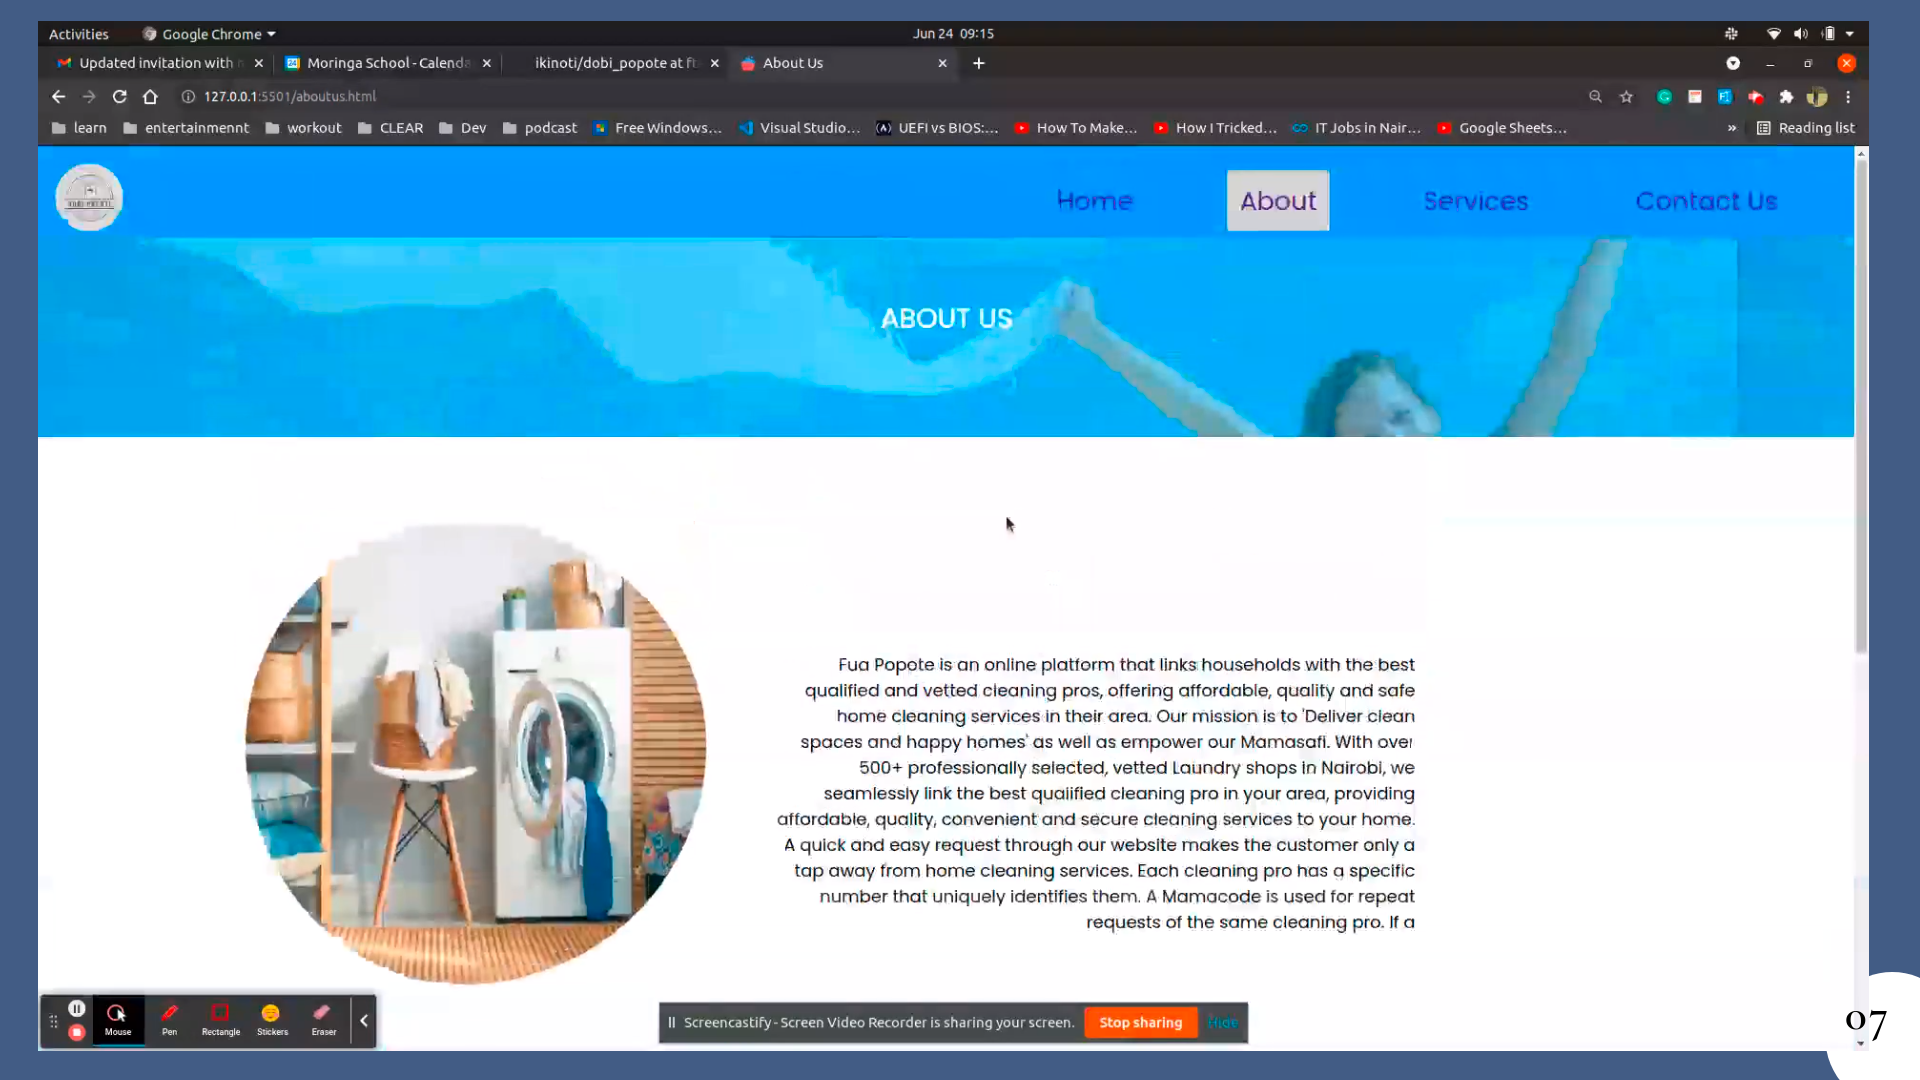 Activities
Google Chrome
Jun 24 09:15
Updated invitation with
Moringa School - Calenda
ikinoti/dobi_popote at
About Us
127.0.0.1:5501/aboutus.html
learn
entertainmennt
workout
CLEAR
Dev
podcast
Free Windows...
Visual Studio...
UEFI vs BIOS:...
How To Make...
How I Tricked...
IT Jobs in Nair...
Google Sheets...
»
Reading list
Home
About
Services
Contact Us
ABOUT US
Fua Popote is an online platform that links households with the best
qualified and vetted cleaning pros, offering affordable, quality and safe
home cleaning services in their area. Our mission is to 'Deliver clean
spaces and happy homes' as well as empower our Mamasafi. With over
500+ professionally selected, vetted Laundry shops in Nairobi, we
seamlessly link the best qualified cleaning pro in your area, providing
affordable, quality, convenient and secure cleaning services to your home.
A quick and easy request through our website makes the customer only a
tap away from home cleaning services. Each cleaning pro has a specific
number that uniquely identifies them. A Mamacode is used for repeat
requests of the same cleaning pro. If a
Mouse
Pen
Rectangle
Stickers
Eraser
Screencastify - Screen Video Recorder is sharing your screen.
Stop sharing
Hide
07